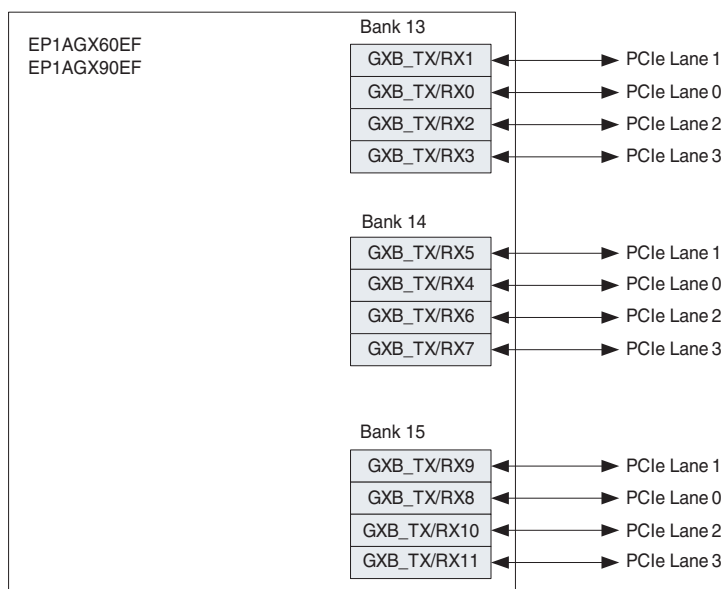 EP1AGX60EF
EP1AGX90EF
Bank 13
GXB_TX/RX1 PCIe Lane 1
GXB_TX/RX0 PCIe Lane 0
GXB_TX/RX2 PCIe Lane 2
GXB_TX/RX3 PCIe Lane 3
Bank 14
GXB_TX/RX5 PCIe Lane 1
GXB_TX/RX4 PCIe Lane 0
GXB_TX/RX6 PCIe Lane 2
GXB_TX/RX7 PCIe Lane 3
Bank 15
GXB_TX/RX9 PCIe Lane 1
GXB_TX/RX8 PCIe Lane 0
GXB_TX/RX10 PCIe Lane 2
GXB_TX/RX11 PCIe Lane 3